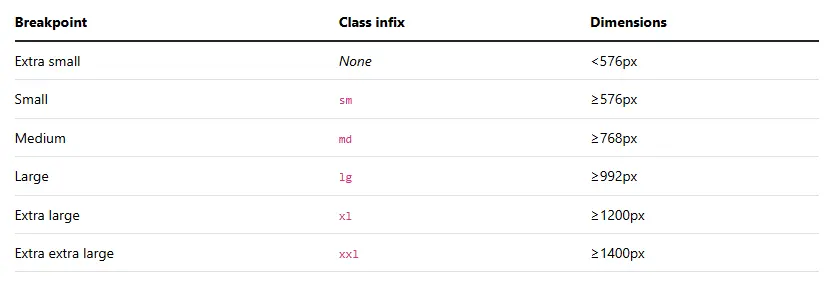 Breakpoint Class infix Dimensions
Extra small None <576px
Small sm ≥576px
Medium md ≥768px
Large lg ≥992px
Extra large xl ≥1200px
Extra extra large xxl ≥1400px